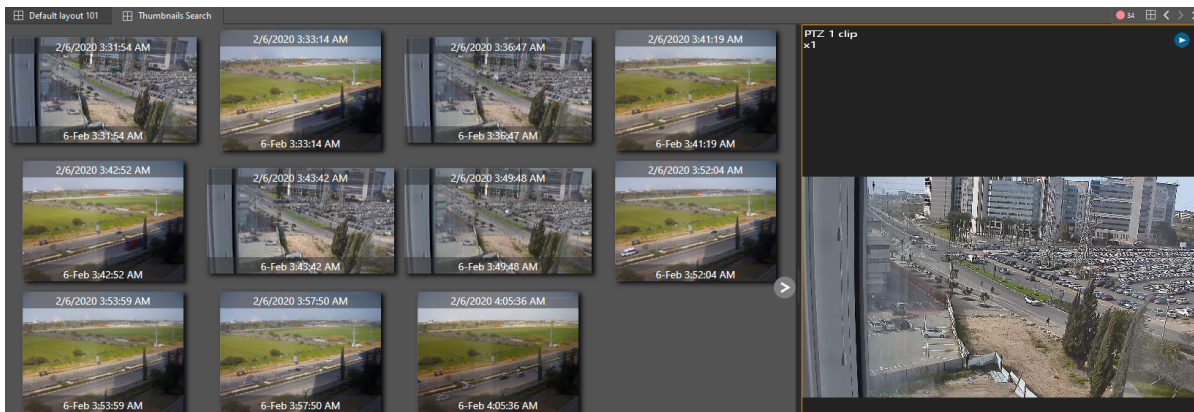 Default layout 101
Thumbnails Search
34
2/6/2020 3:31:54 AM
6-Feb 3:31:54 AM
2/6/2020 3:33:14 AM
6-Feb 3:33:14 AM
2/6/2020 3:36:47 AM
6-Feb 3:36:47 AM
2/6/2020 3:41:19 AM
6-Feb 3:41:19 AM
2/6/2020 3:42:52 AM
6-Feb 3:42:52 AM
2/6/2020 3:43:42 AM
6-Feb 3:43:42 AM
2/6/2020 3:49:48 AM
6-Feb 3:49:48 AM
2/6/2020 3:52:04 AM
6-Feb 3:52:04 AM
2/6/2020 3:53:59 AM
6-Feb 3:53:59 AM
2/6/2020 3:57:50 AM
6-Feb 3:57:50 AM
2/6/2020 4:05:36 AM
6-Feb 4:05:36 AM
PTZ 1 clip
x1